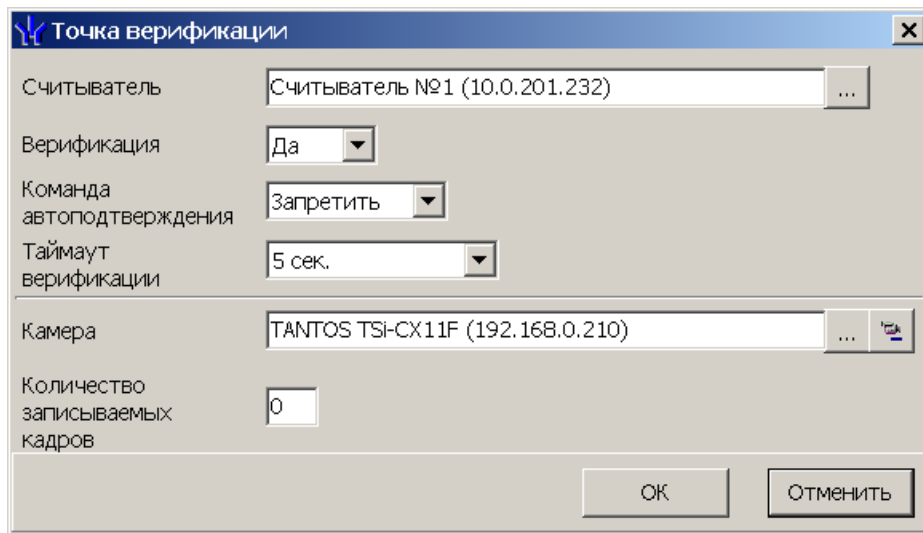 Точка верификации
Считыватель
Считыватель №1 (10.0.201.232)
...
Верификация
Да
Команда
автоподтверждения
Запретить
Таймаут
верификации
5 сек.
Камера
TANTOS TSi-CX11F (192.168.0.210)
...
Количество
записываемых
кадров
0
ОК
Отменить